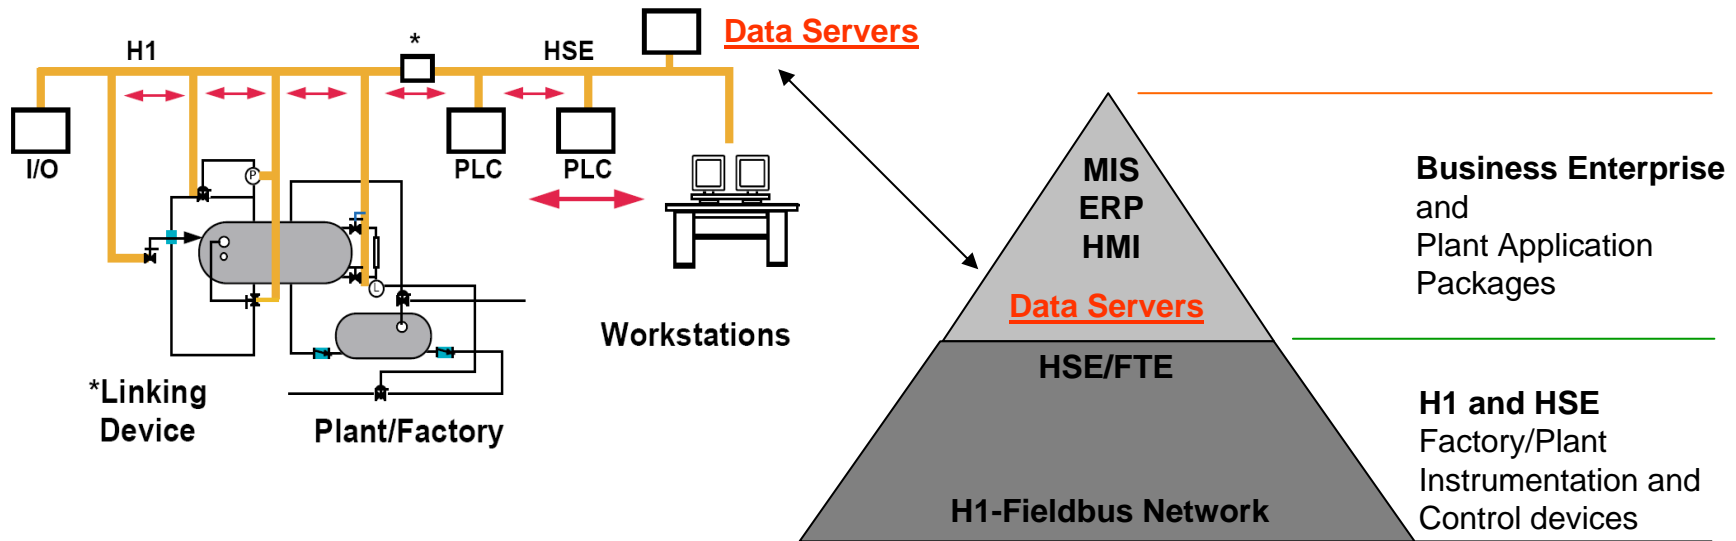 Data Servers
H1
*
HSE
I/O
PLC
PLC
P
L
Workstations
*Linking
Device
Plant/Factory
MIS
ERP
HMI
Data Servers
HSE/FTE
H1-Fieldbus Network
Business Enterprise
and
Plant Application
Packages
H1 and HSE
Factory/Plant
Instrumentation and
Control devices